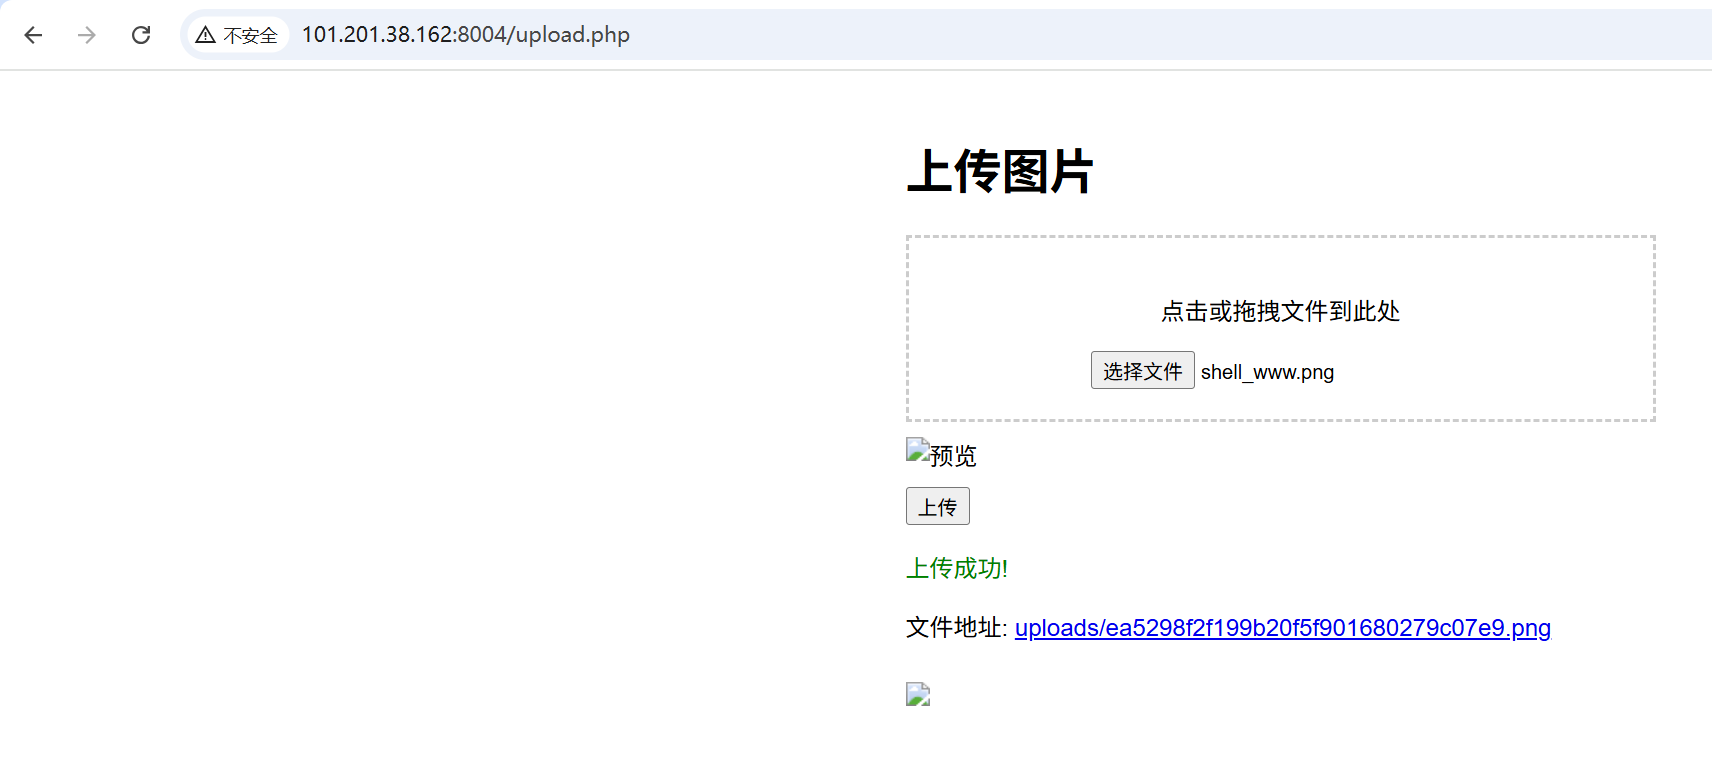 不安全 101.201.38.162:8004/upload.php
上传图片
点击或拖拽文件到此处
选择文件 shell_www.png
预览
上传
上传成功!
文件地址: uploads/ea5298f2f199b20f5f901680279c07e9.png